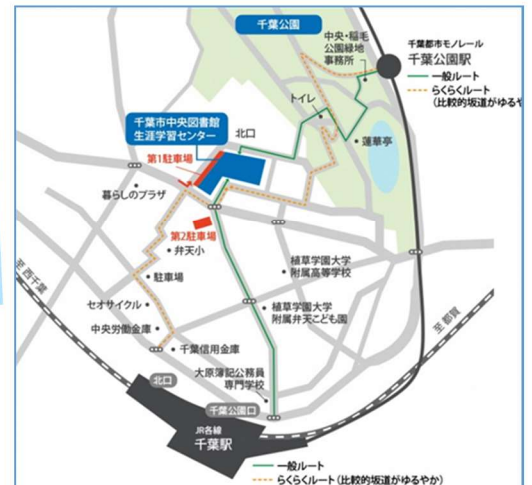 千葉公園
千葉都市モノレール
千葉公園駅
一般ルート
らくらくルート
(比較的坂道がゆるや
中央・稲毛
公園緑地
事務所
トイレ
蓮華亭
千葉市中央図書館
生涯学習センター
北口
第1駐車場
暮らしのプラザ
第2駐車場
弁天小
駐車場
セオサイクル
中央労働金庫
千葉信用金庫
植草学園大学
附属高等学校
植草学園大学
附属弁天こども園
大原簿記公務員
専門学校
至西千葉
至都賀
北口
千葉公園口
JR各線
千葉駅
一般ルート
らくらくルート(比較的坂道がゆるやか)